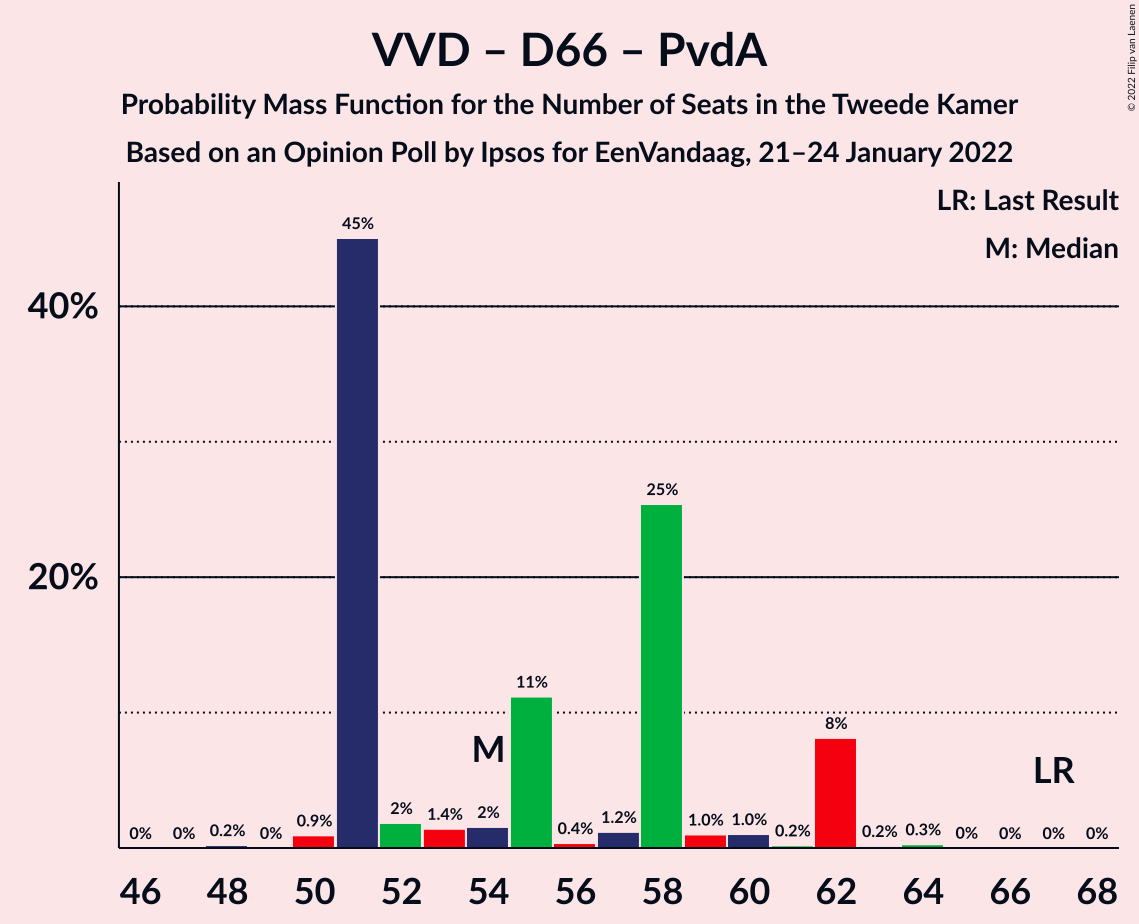 VVD – D66 – PvdA
Probability Mass Function for the Number of Seats in the Tweede Kamer
Based on an Opinion Poll by Ipsos for EenVandaag, 21–24 January 2022
© 2022 Filip van Laenen
LR: Last Result
M: Median
45%
40%
25%
20%
11%
M
8%
LR
0% 0% 0.2% 0% 0.9% 2% 1.4% 2% 0.4% 1.2% 1.0% 1.0% 0.2% 0.2% 0.3% 0% 0% 0% 0%
46 48 50 52 54 56 58 60 62 64 66 68